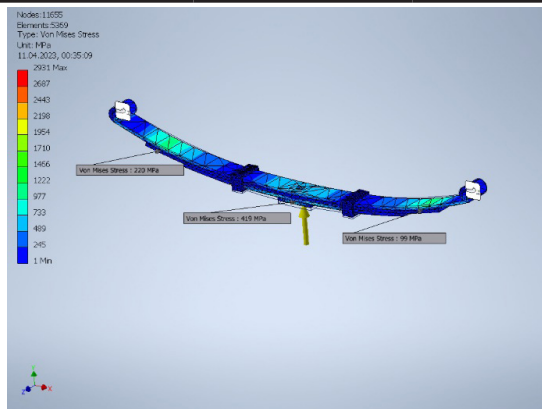 Nodes:11655
Elements:5369
Type: Von Mises Stress
Unit: MPa
11.04.2023, 00:35:09
2931 Max
2687
2443
2198
1954
1710
1466
1222
977
733
489
245
1 Min
Von Mises Stress : 220 MPa
Von Mises Stress : 419 MPa
Von Mises Stress : 99 MPa
Y
Z
X